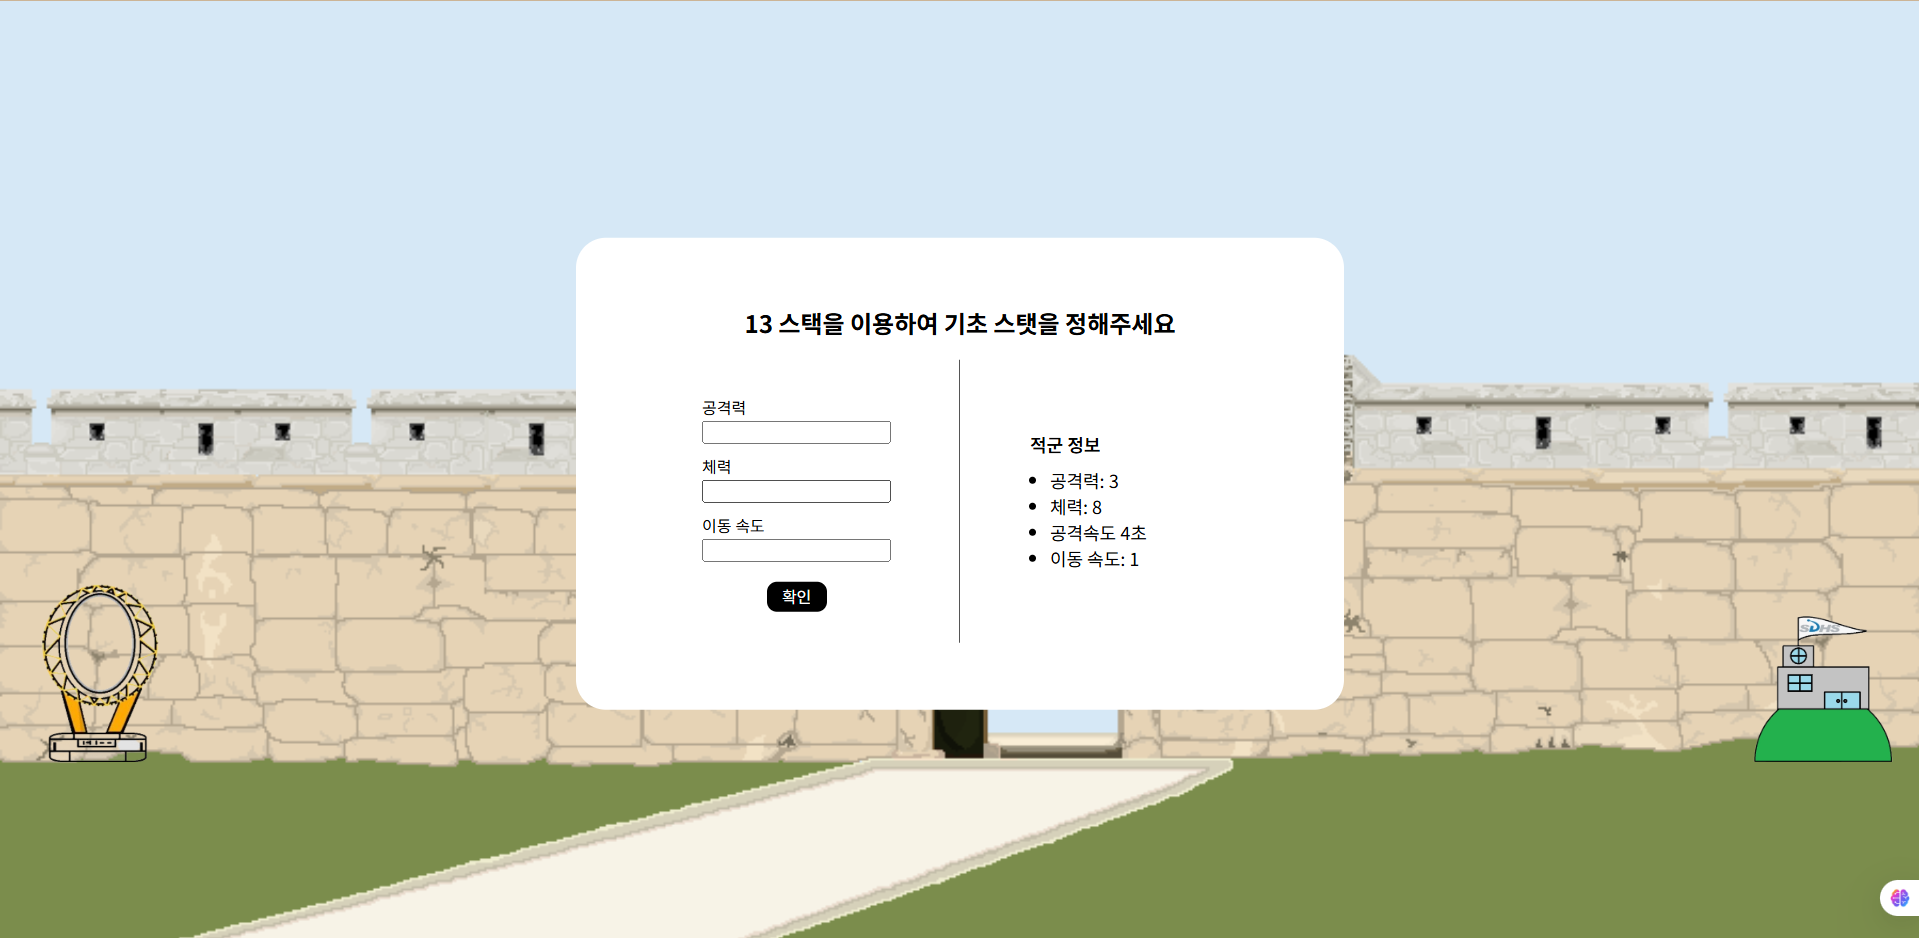 13 스택을 이용하여 기초 스탯을 정해주세요
공격력
체력
이동 속도
확인
적군 정보
공격력: 3
체력: 8
공격속도 4초
이동 속도: 1
SDHS